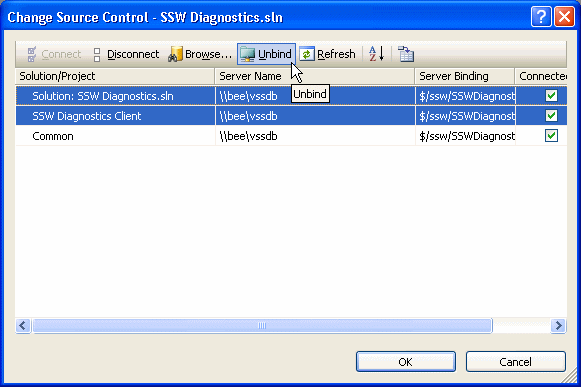 Change Source Control - SSW Diagnostics.sln
Connect Disconnect Browse... Unbind Refresh
Solution/Project Server Name Server Binding Connected
Unbind
Solution: SSW Diagnostics.sln \\bee\vssdb $/ssw/SSWDiagnost
SSW Diagnostics Client \\bee\vssdb $/ssw/SSWDiagnost
Common \\bee\vssdb $/ssw/SSWDiagnost
OK Cancel